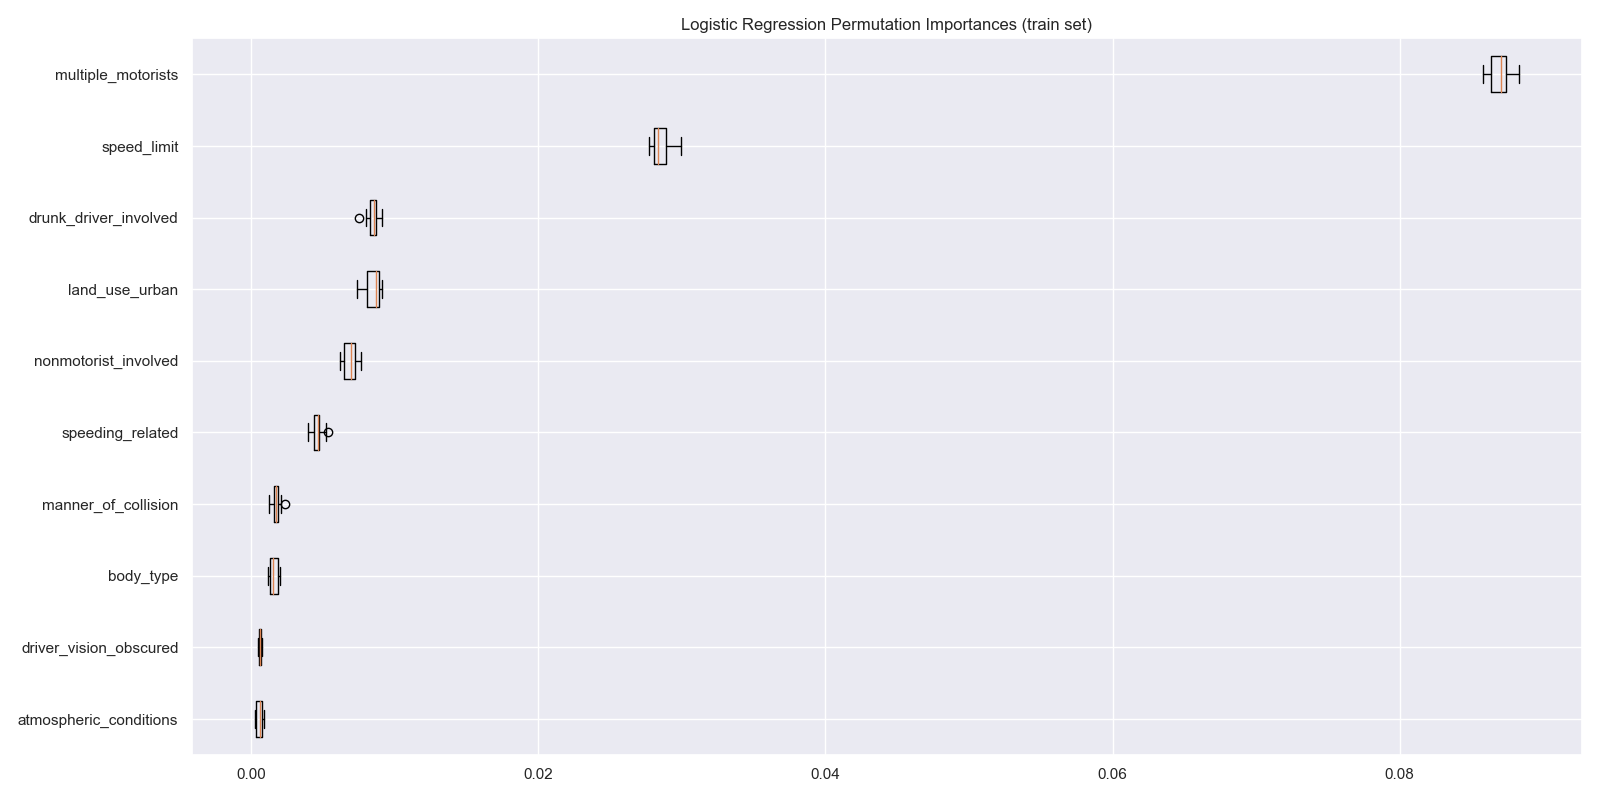 Logistic Regression Permutation Importances (train set)
multiple_motorists
speed_limit
drunk_driver_involved
land_use_urban
nonmotorist_involved
speeding_related
manner_of_collision
body_type
driver_vision_obscured
atmospheric_conditions
0.00 0.02 0.04 0.06 0.08